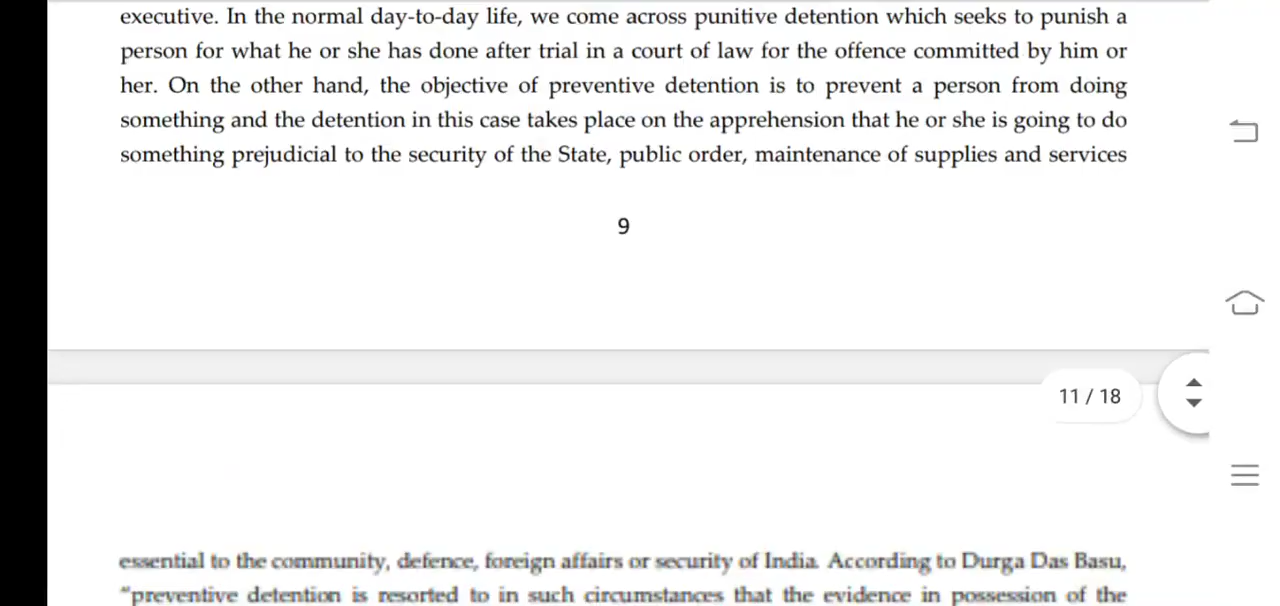 executive. In the normal day-to-day life, we come across punitive detention which seeks to punish a
person for what he or she has done after trial in a court of law for the offence committed by him or
her. On the other hand, the objective of preventive detention is to prevent a person from doing
something and the detention in this case takes place on the apprehension that he or she is going to do
something prejudicial to the security of the State, public order, maintenance of supplies and services
9
11 / 18
essential to the community, defence, foreign affairs or security of India. According to Durga Das Basu,
"preventive detention is resorted to in such circumstances that the evidence in possession of the